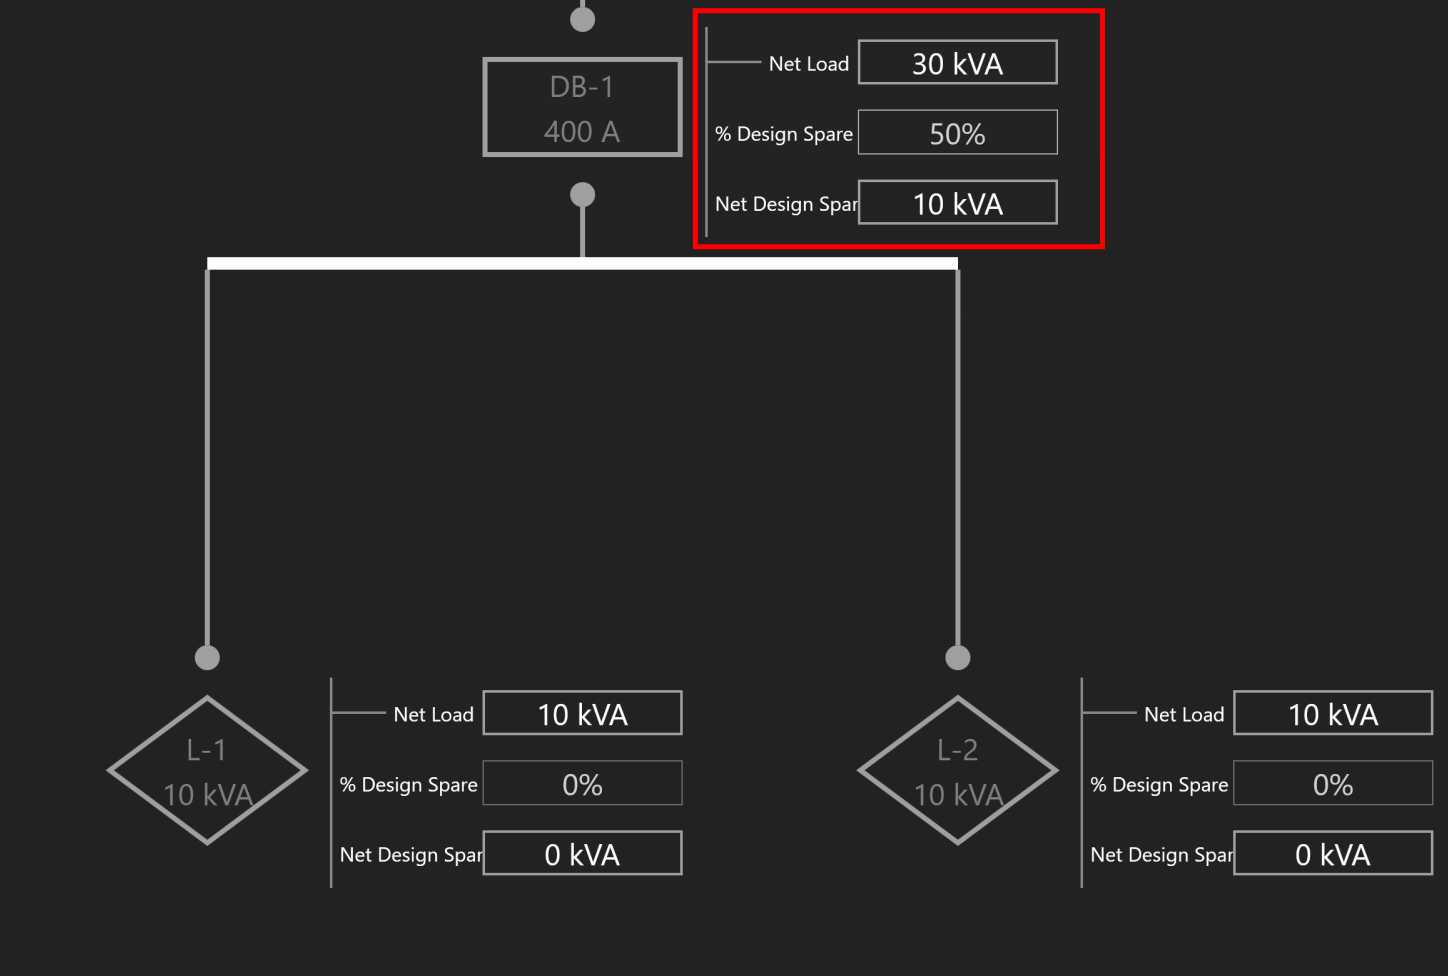 DB-1
400 A
Net Load 30 kVA
% Design Spare 50%
Net Design Spar 10 kVA
L-1
10 kVA
Net Load 10 kVA
% Design Spare 0%
Net Design Spar 0 kVA
L-2
10 kVA
Net Load 10 kVA
% Design Spare 0%
Net Design Spar 0 kVA